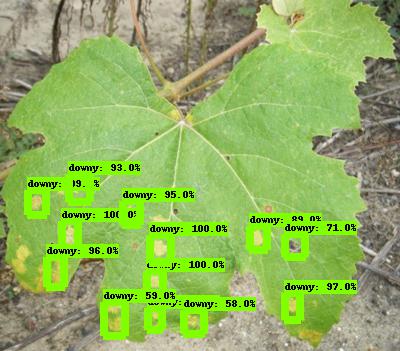 downy: 93.0%
downy:
downy: 95.0%
downy: 100.0%
downy: 89.0%
downy: 100.0%
downy: 71.0%
downy: 96.0%
downy: 100.0%
downy: 97.0%
downy: 59.0%
downy: 58.0%